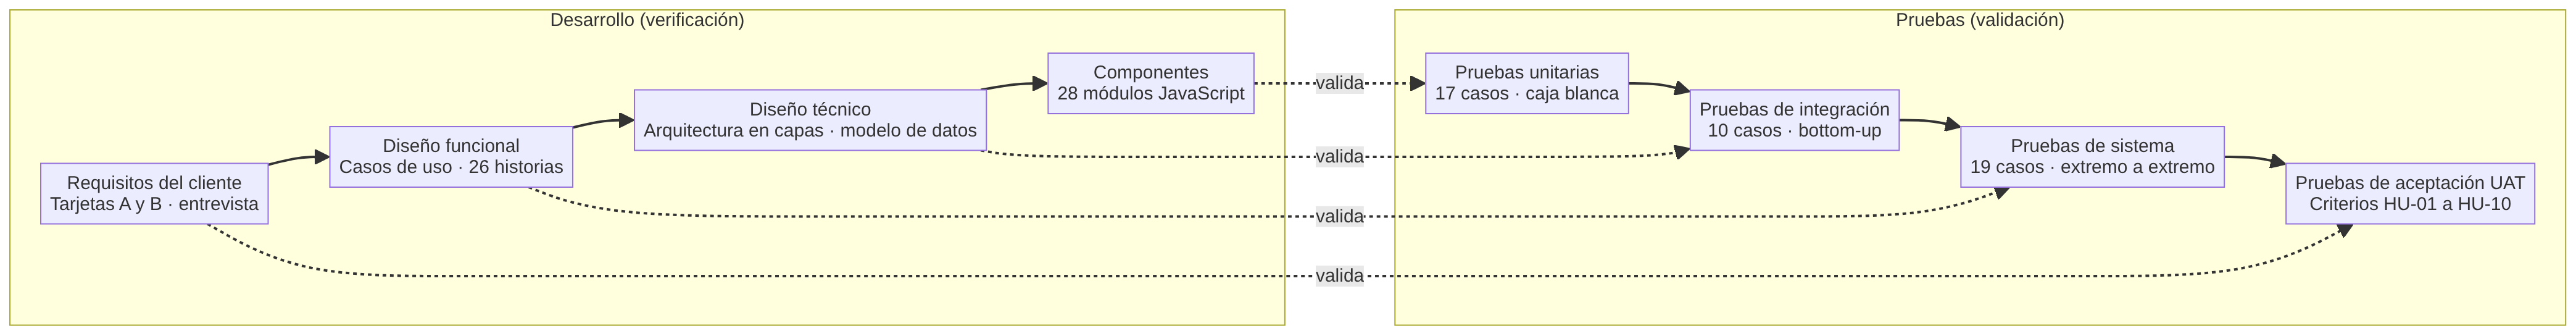 Desarrollo (verificación)
Requisitos del cliente
Tarjetas A y B · entrevista
Diseño funcional
Casos de uso · 26 historias
Diseño técnico
Arquitectura en capas · modelo de datos
Componentes
28 módulos JavaScript
valida
valida
valida
valida
Pruebas (validación)
Pruebas unitarias
17 casos · caja blanca
Pruebas de integración
10 casos · bottom-up
Pruebas de sistema
19 casos · extremo a extremo
Pruebas de aceptación UAT
Criterios HU-01 a HU-10